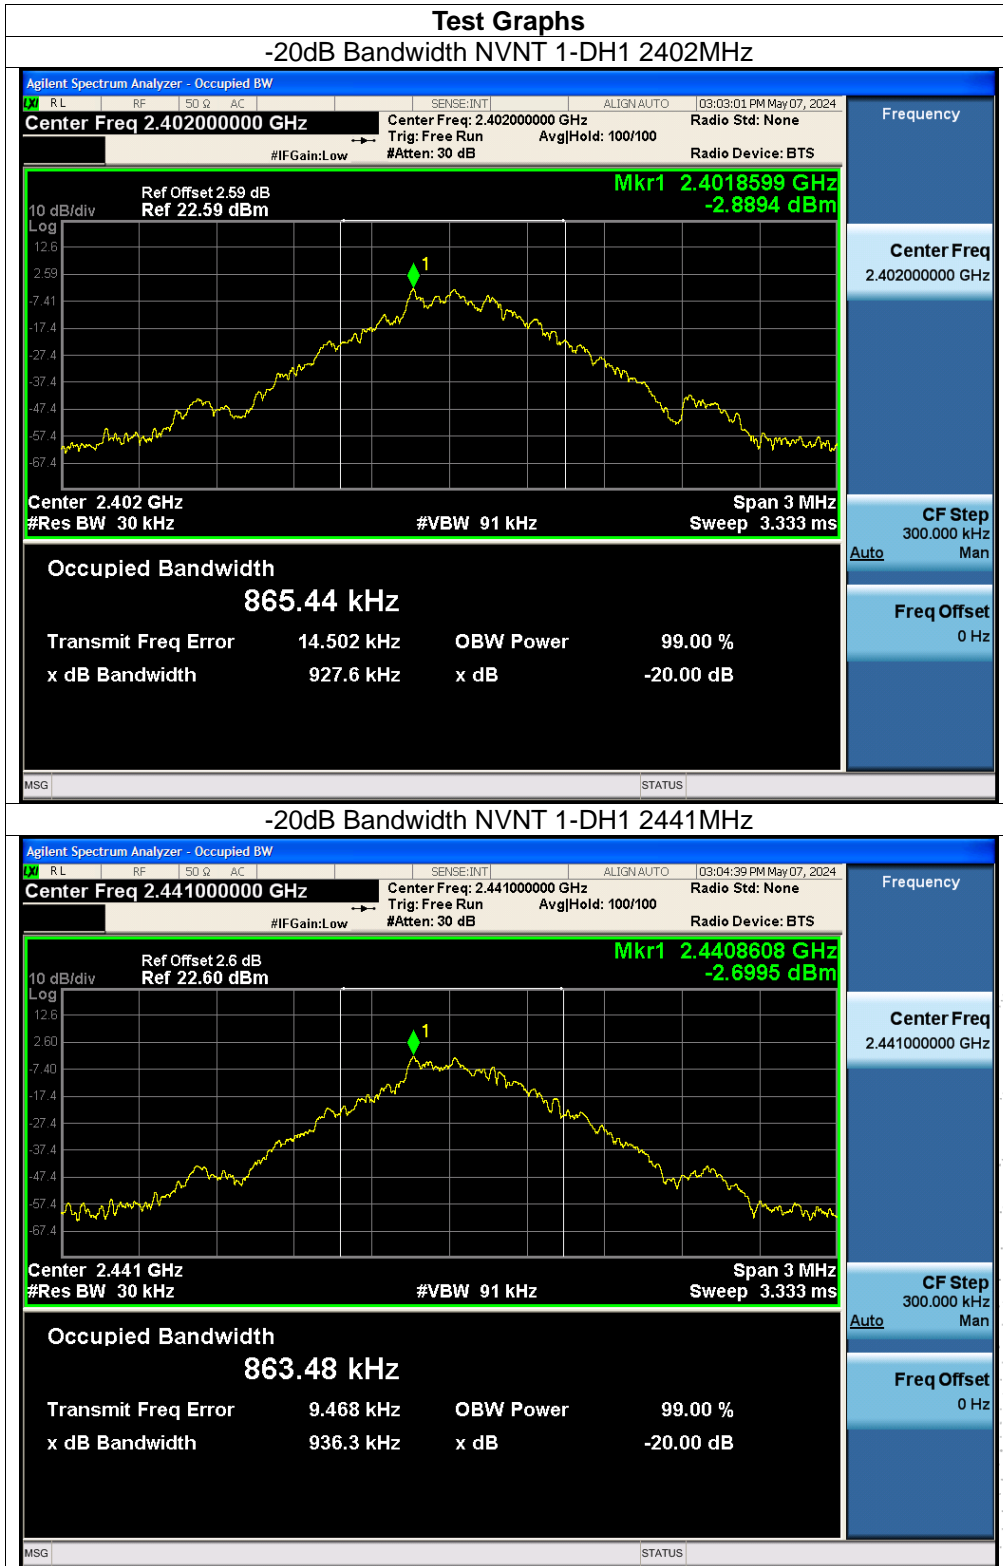 Test Graphs
-20dB Bandwidth NVNT 1-DH1 2402MHz
Agilent Spectrum Analyzer - Occupied BW
LXI RL RF 50 Ω AC SENSE:INT ALIGN AUTO 03:03:01 PM May 07, 2024
Center Freq 2.402000000 GHz Center Freq: 2.402000000 GHz Radio Std: None Frequency
Trig: Free Run Avg|Hold: 100/100
#IFGain:Low #Atten: 30 dB Radio Device: BTS
Mkr1 2.4018599 GHz
Ref Offset 2.59 dB -2.8894 dBm
10 dB/div Ref 22.59 dBm
Log
12.6
2.59
-7.41
-17.4
-27.4
-37.4
-47.4
-57.4
-67.4
1
Center Freq
2.402000000 GHz
Center 2.402 GHz Span 3 MHz
#Res BW 30 kHz #VBW 91 kHz Sweep 3.333 ms
CF Step
300.000 kHz
Auto Man
Occupied Bandwidth
865.44 kHz
Freq Offset
0 Hz
Transmit Freq Error 14.502 kHz OBW Power 99.00 %
x dB Bandwidth 927.6 kHz x dB -20.00 dB
MSG STATUS
-20dB Bandwidth NVNT 1-DH1 2441MHz
Agilent Spectrum Analyzer - Occupied BW
LXI RL RF 50 Ω AC SENSE:INT ALIGN AUTO 03:04:39 PM May 07, 2024
Center Freq 2.441000000 GHz Center Freq: 2.441000000 GHz Radio Std: None Frequency
Trig: Free Run Avg|Hold: 100/100
#IFGain:Low #Atten: 30 dB Radio Device: BTS
Mkr1 2.4408608 GHz
Ref Offset 2.6 dB -2.6995 dBm
10 dB/div Ref 22.60 dBm
Log
12.6
2.60
-7.40
-17.4
-27.4
-37.4
-47.4
-57.4
-67.4
1
Center Freq
2.441000000 GHz
Center 2.441 GHz Span 3 MHz
#Res BW 30 kHz #VBW 91 kHz Sweep 3.333 ms
CF Step
300.000 kHz
Auto Man
Occupied Bandwidth
863.48 kHz
Freq Offset
0 Hz
Transmit Freq Error 9.468 kHz OBW Power 99.00 %
x dB Bandwidth 936.3 kHz x dB -20.00 dB
MSG STATUS